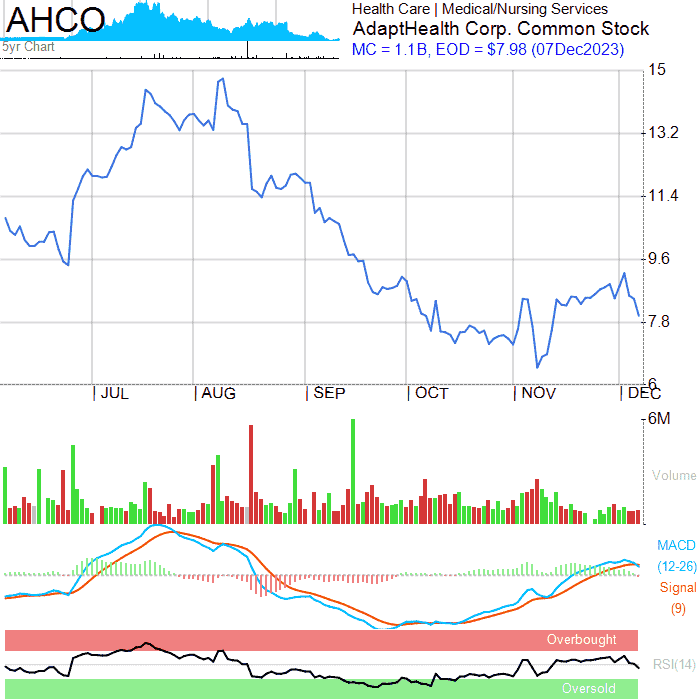 AHCO
5yr Chart
Health Care | Medical/Nursing Services
AdaptHealth Corp. Common Stock
MC = 1.1B, EOD = $7.98 (07Dec2023)
15
13.2
11.4
9.6
7.8
6
JUL
AUG
SEP
OCT
NOV
DEC
6M
Volume
MACD
(12-26)
Signal
(9)
Overbought
RSI(14)
Oversold